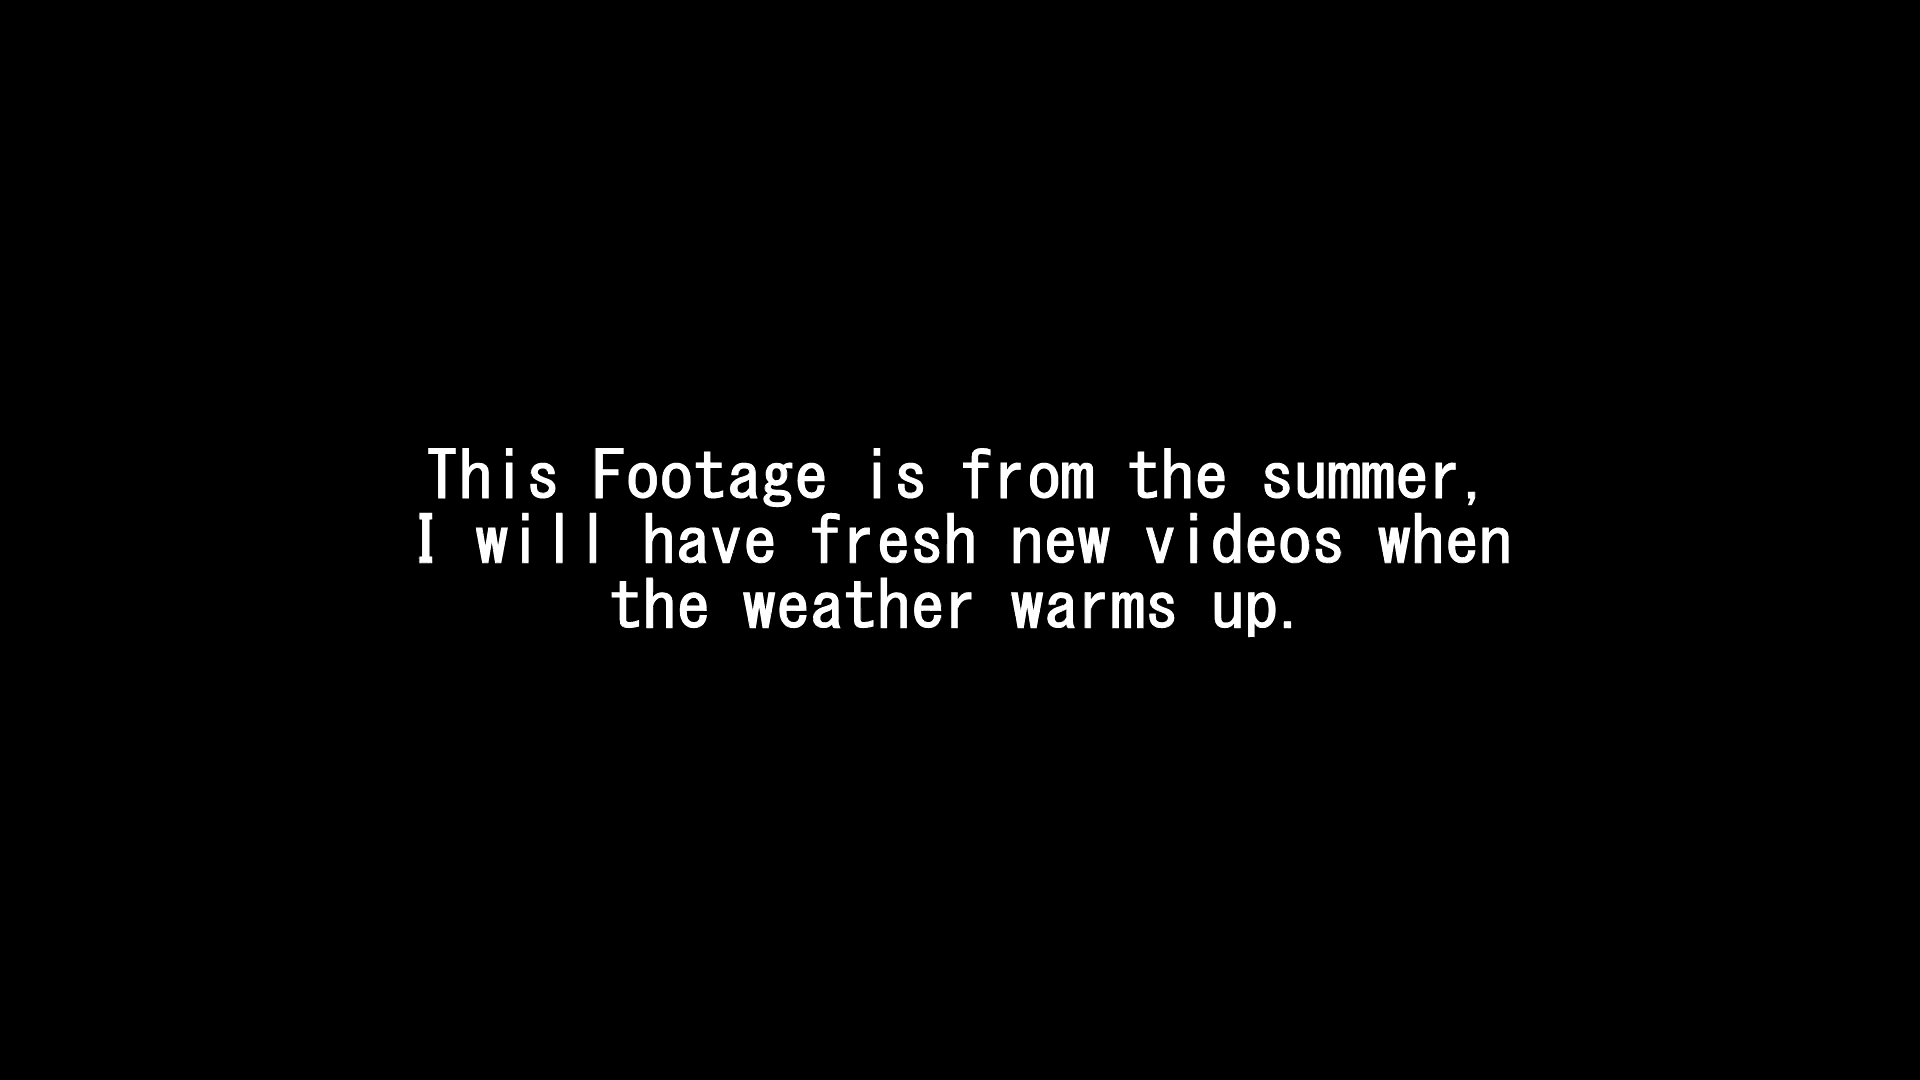 This Footage is from the summer,
I will have fresh new videos when
the weather warms up.